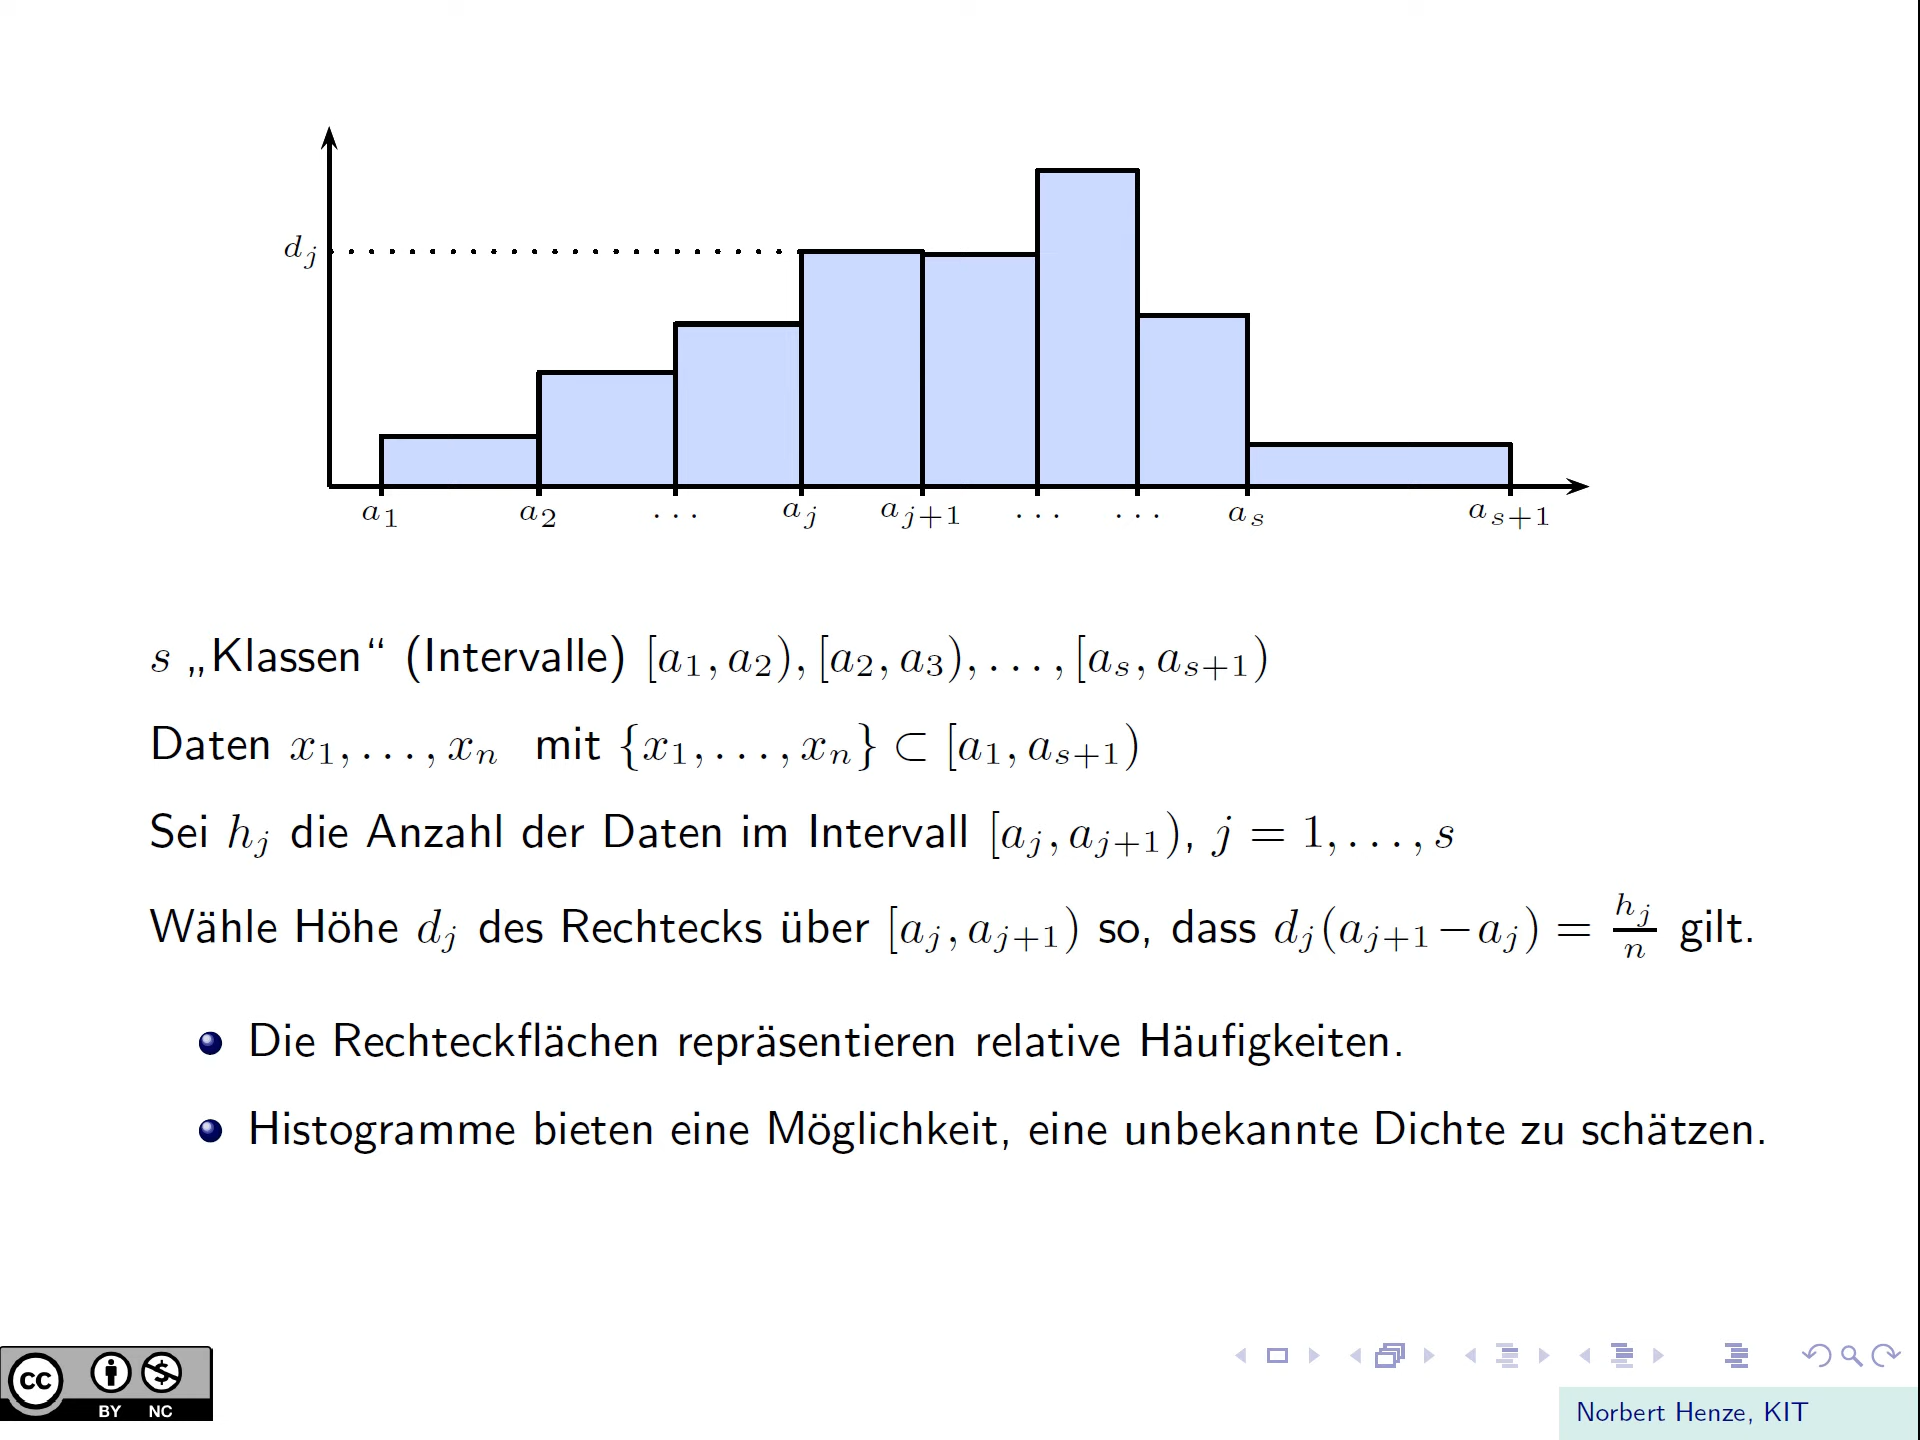 d_j
a_1 a_2 ... a_j a_{j+1} ... ... a_s a_{s+1}
s „Klassen“ (Intervalle) [a_1, a_2), [a_2, a_3), . . . , [a_s, a_{s+1})
Daten x_1, . . . , x_n mit {x_1, . . . , x_n} ⊂ [a_1, a_{s+1})
Sei h_j die Anzahl der Daten im Intervall [a_j, a_{j+1}), j = 1, . . . , s
Wähle Höhe d_j des Rechtecks über [a_j, a_{j+1}) so, dass d_j(a_{j+1}−a_j) = h_j/n gilt.
Die Rechteckflächen repräsentieren relative Häufigkeiten.
Histogramme bieten eine Möglichkeit, eine unbekannte Dichte zu schätzen.
cc
BY NC
Norbert Henze, KIT